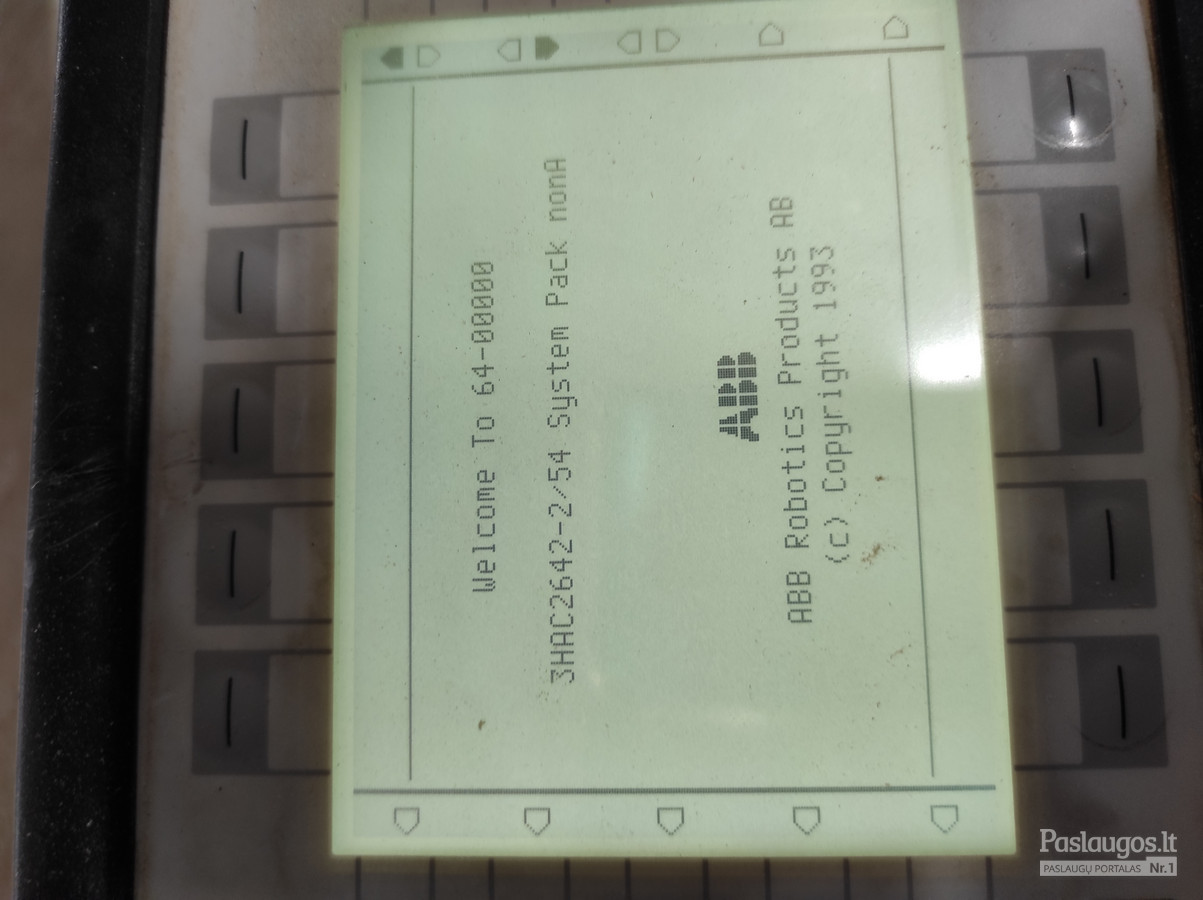 Welcome To 64-00000
3HAC2642-2/54 System Pack nonA
ABB
ABB Robotics Products AB
(c) Copyright 1993
Paslaugos.lt
PASLAUGŲ PORTALAS Nr.1